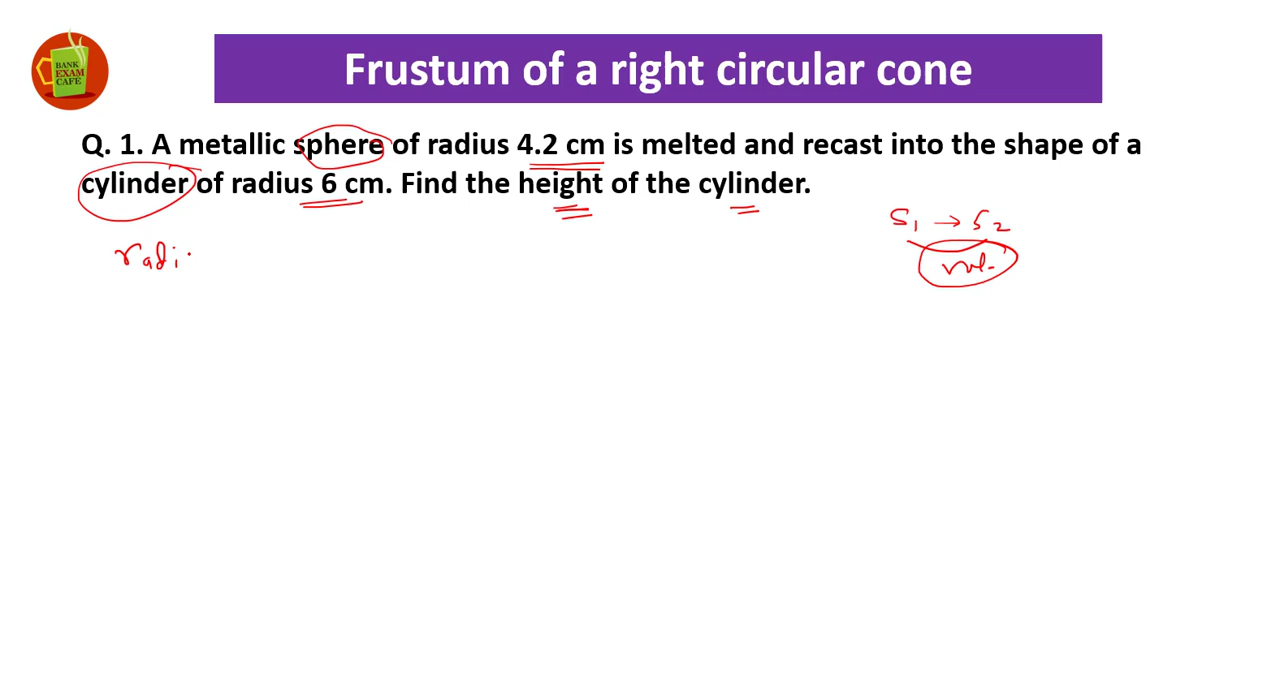 BANK
EXAM
CAFE
Frustum of a right circular cone
Q. 1. A metallic sphere of radius 4.2 cm is melted and recast into the shape of a
cylinder of radius 6 cm. Find the height of the cylinder.
S₁ → S₂
vol.
radi